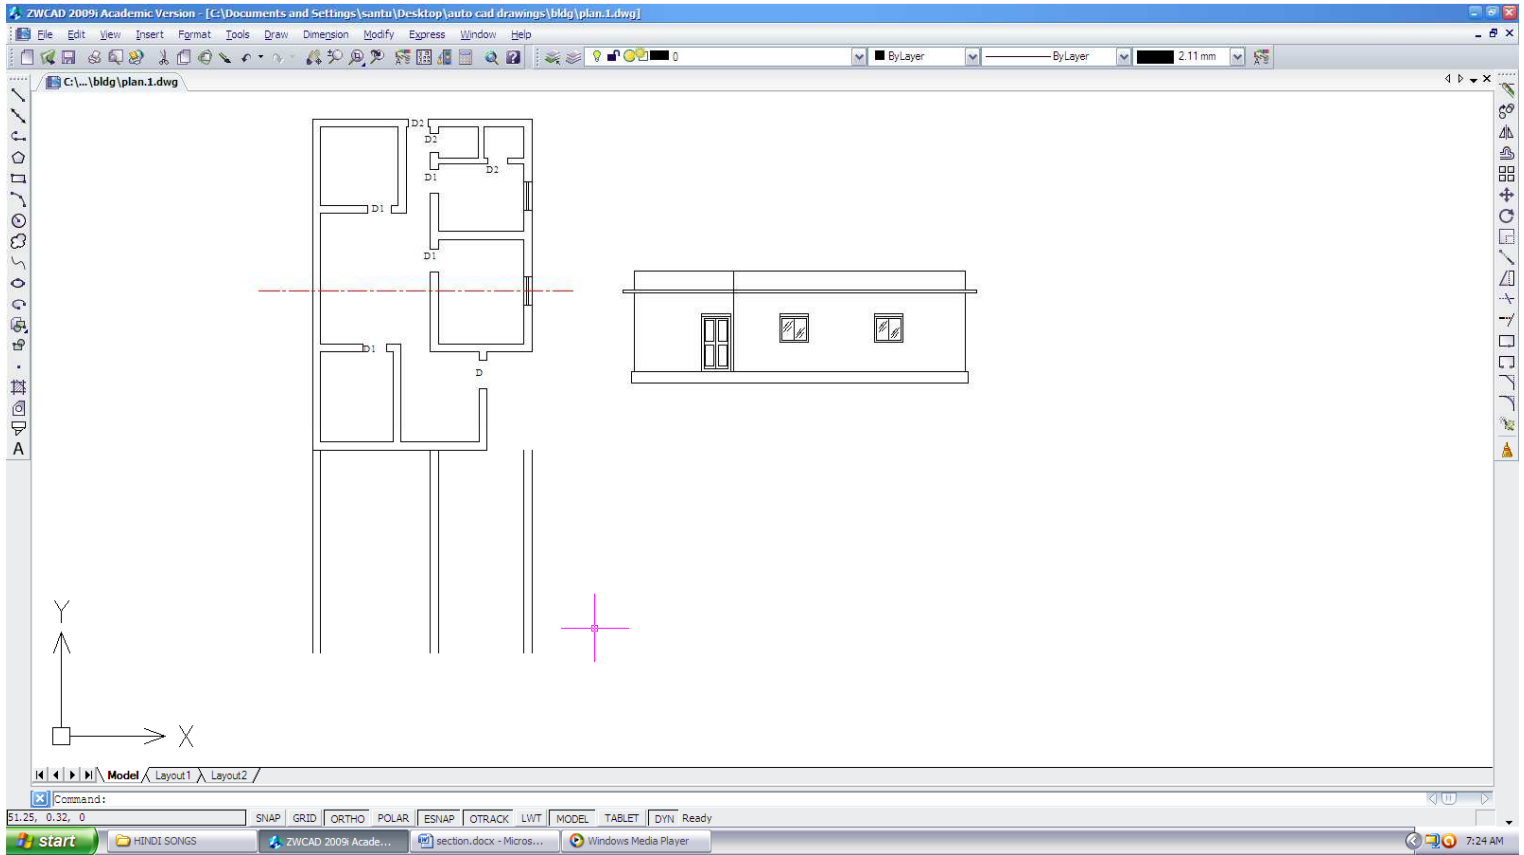 ZWCAD 2009i Academic Version - [C:\Documents and Settings\santu\Desktop\auto cad drawings\bldg\plan.1.dwg]
File Edit View Insert Format Tools Draw Dimension Modify Express Window Help
0 ByLayer ByLayer 2.11 mm
C:\...\bldg\plan.1.dwg
D2
D2
D2
D1
D1
D1
D1
D
Y
X
A
Model Layout1 Layout2
Command:
51.25, 0.32, 0 SNAP GRID ORTHO POLAR ESNAP OTRACK LWT MODEL TABLET DYN Ready
start HINDI SONGS ZWCAD 2009i Acade... section.docx - Micros... Windows Media Player 7:24 AM